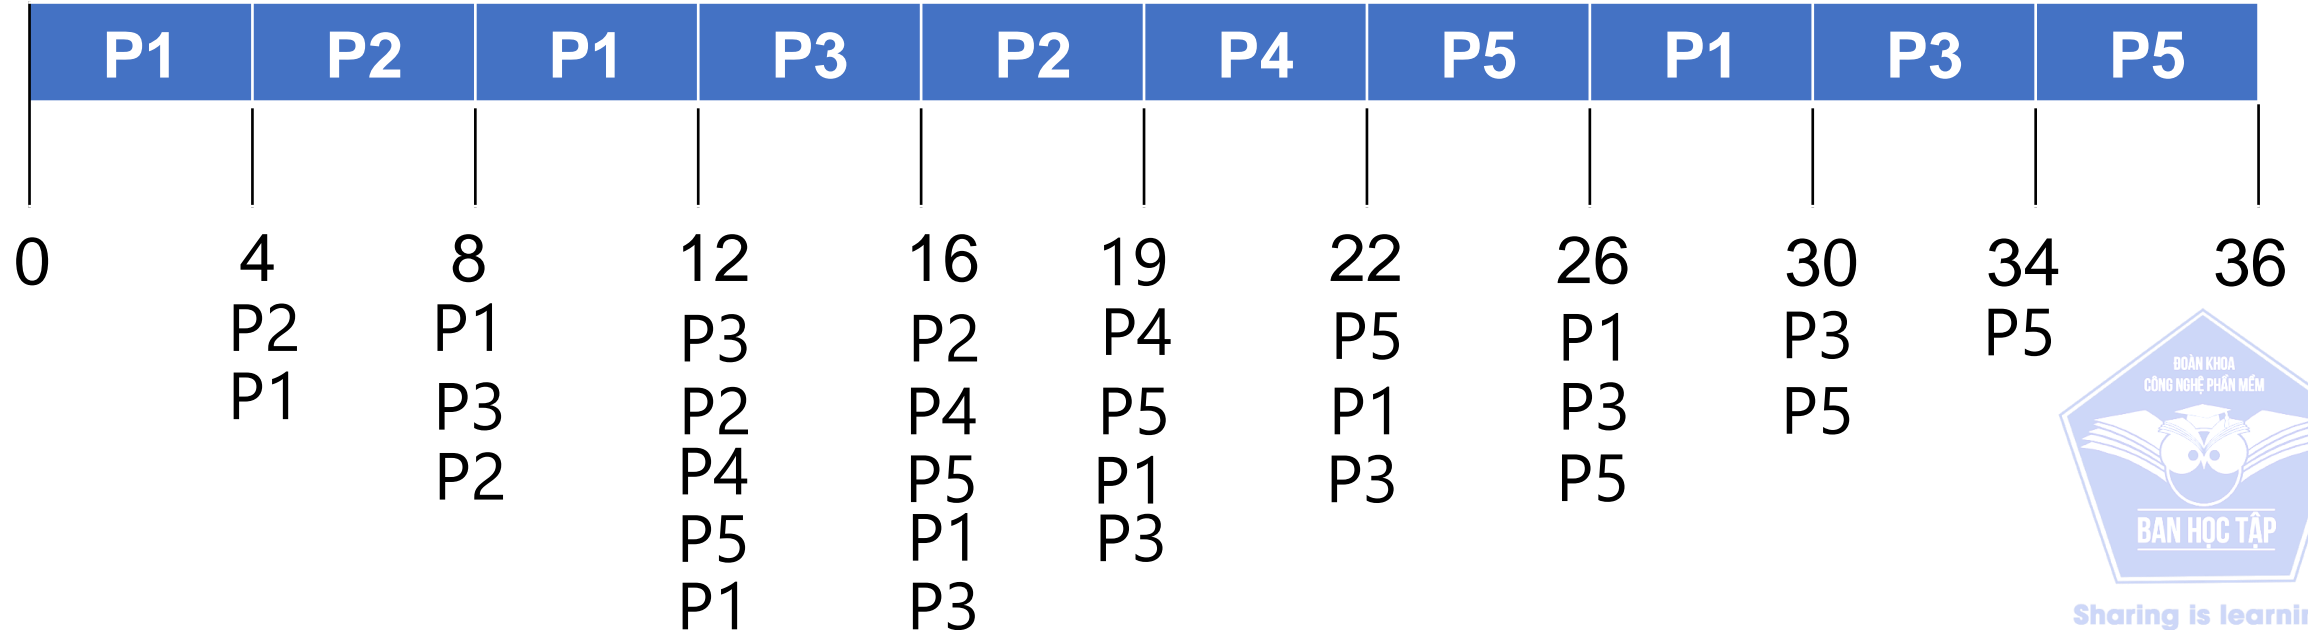 P1 P2 P1 P3 P2 P4 P5 P1 P3 P5
0 4 8 12 16 19 22 26 30 34 36
P2 P1 P3 P2 P4 P5 P1 P3 P5
P1 P3 P2 P4 P5 P1 P3 P5
P2 P4 P5 P1 P3 P5
P5 P1 P3
P1 P3
ĐOÀN KHOA
CÔNG NGHỆ PHẦN MỀM
BAN HỌC TẬP
Sharing is